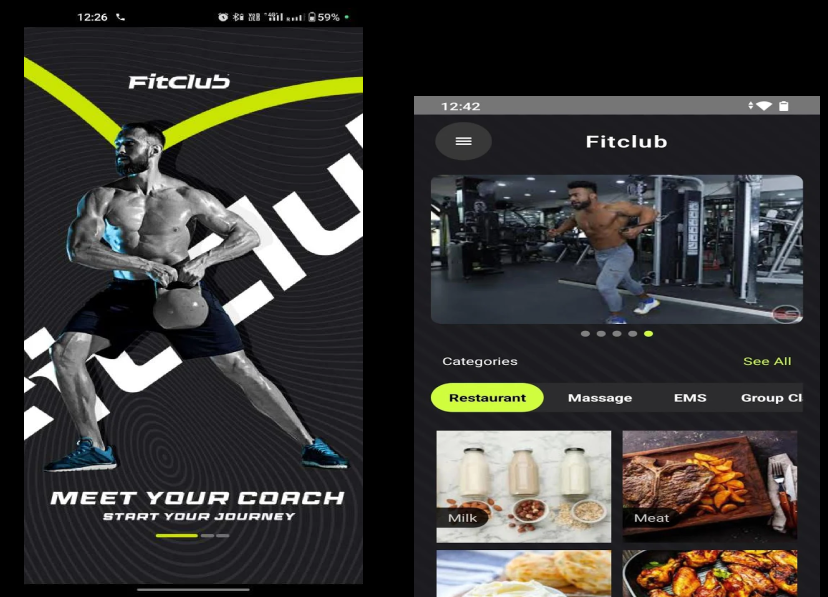 12:26
59%
FitClub
fitClub
MEET YOUR COACH
START YOUR JOURNEY
12:42
Fitclub
Categories
See All
Restaurant
Massage
EMS
Group Cl
Milk
Meat